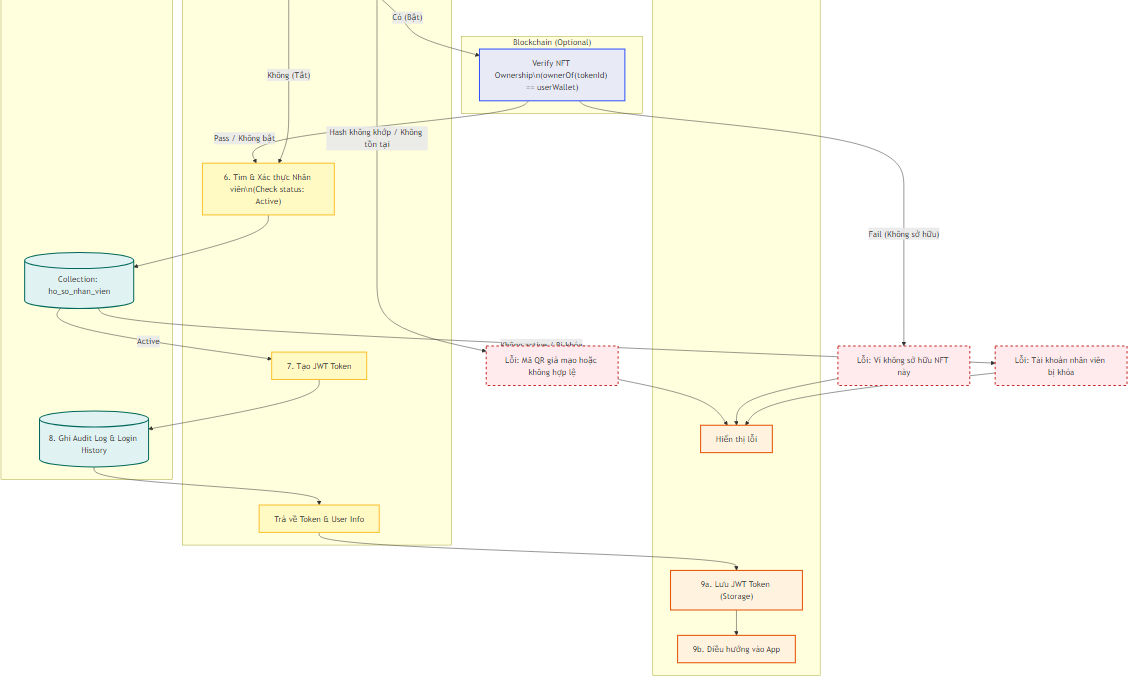 Có (Bật)
Blockchain (Optional)
Verify NFT
Ownership\n(ownerOf(tokenId)
== userWallet)
Không (Tắt)
Pass / Không bật
Hash không khớp / Không
tồn tại
6. Tìm & Xác thực Nhân
viên\n(Check status:
Active)
Fail (Không sở hữu)
Collection:
ho_so_nhan_vien
Active
Không active / Bị khóa
7. Tạo JWT Token
Lỗi: Mã QR giả mạo hoặc
không hợp lệ
Lỗi: Ví không sở hữu NFT
này
Lỗi: Tài khoản nhân viên
bị khóa
8. Ghi Audit Log & Login
History
Hiển thị lỗi
Trả về Token & User Info
9a. Lưu JWT Token
(Storage)
9b. Điều hướng vào App